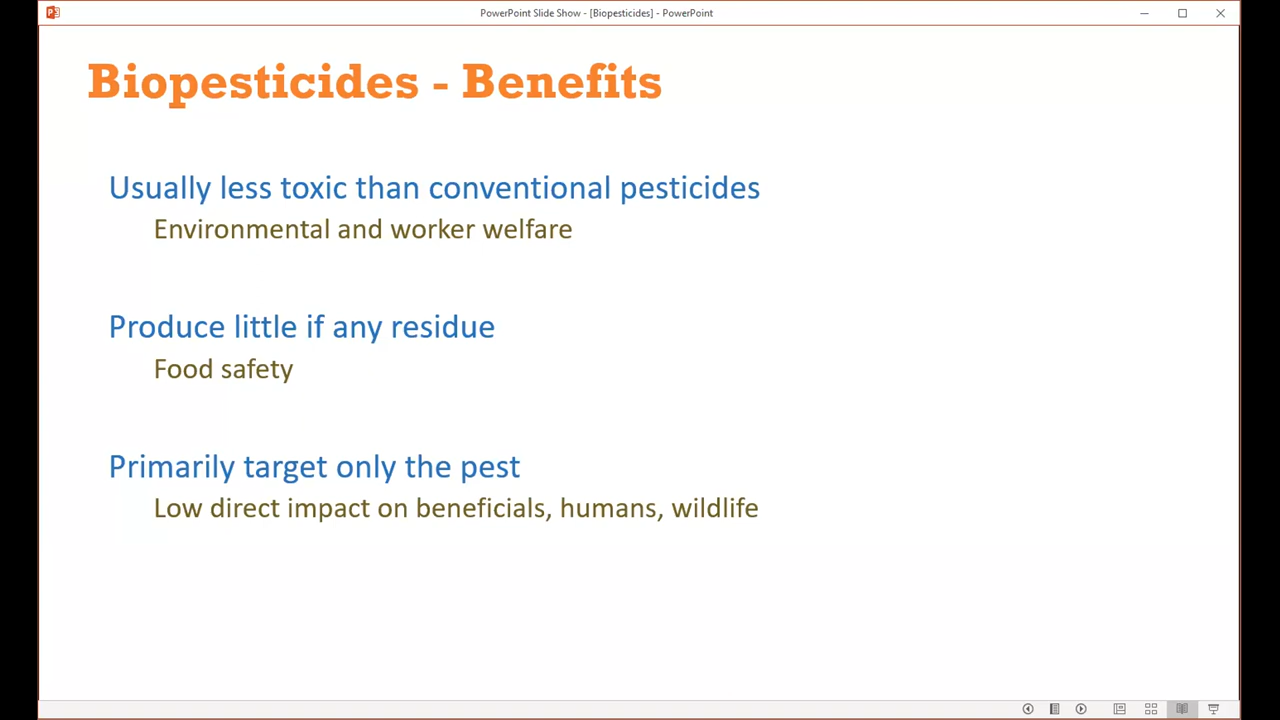 PowerPoint Slide Show - [Biopesticides] - PowerPoint
Biopesticides - Benefits
Usually less toxic than conventional pesticides
Environmental and worker welfare
Produce little if any residue
Food safety
Primarily target only the pest
Low direct impact on beneficials, humans, wildlife